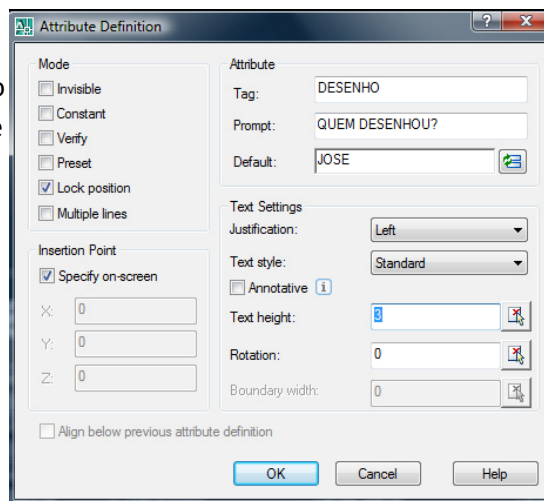 Attribute Definition
Mode
Invisible
Constant
Verify
Preset
Lock position
Multiple lines
Insertion Point
Specify on-screen
X: 0
Y: 0
Z: 0
Attribute
Tag: DESENHO
Prompt: QUEM DESENHOU?
Default: JOSE
Text Settings
Justification: Left
Text style: Standard
Annotative
Text height: 3
Rotation: 0
Boundary width: 0
Align below previous attribute definition
OK Cancel Help